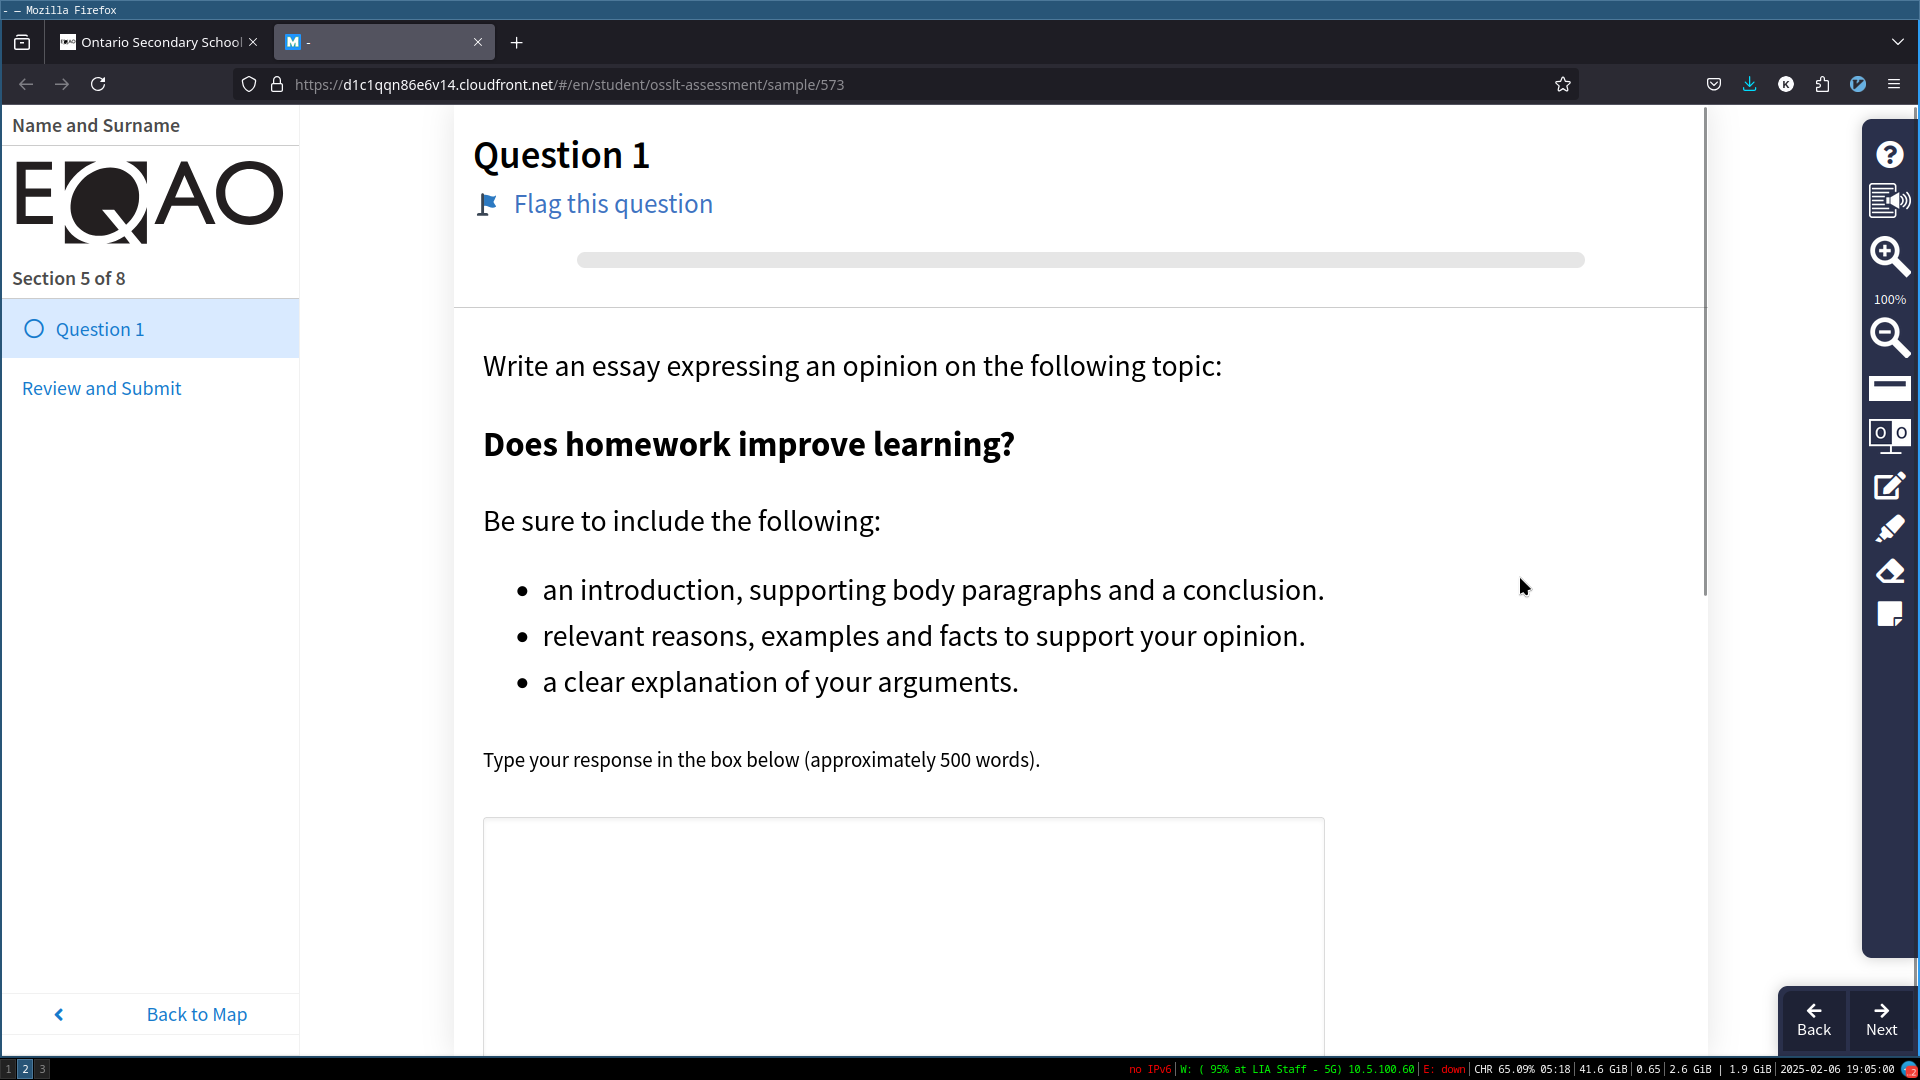 - — Mozilla Firefox
Ontario Secondary School
M -
https://d1c1qqn86e6v14.cloudfront.net/#/en/student/osslt-assessment/sample/573
K
Name and Surname
EQAO
Section 5 of 8
Question 1
Review and Submit
Back to Map
Question 1
Flag this question
Write an essay expressing an opinion on the following topic:
Does homework improve learning?
Be sure to include the following:
• an introduction, supporting body paragraphs and a conclusion.
• relevant reasons, examples and facts to support your opinion.
• a clear explanation of your arguments.
Type your response in the box below (approximately 500 words).
?
100%
O O
Back
Next
1 2 3
no IPv6 | W: ( 95% at LIA Staff - 5G) 10.5.100.60 | E: down | CHR 65.09% 05:18 | 41.6 GiB | 0.65 | 2.6 GiB | 1.9 GiB | 2025-02-06 19:05:00